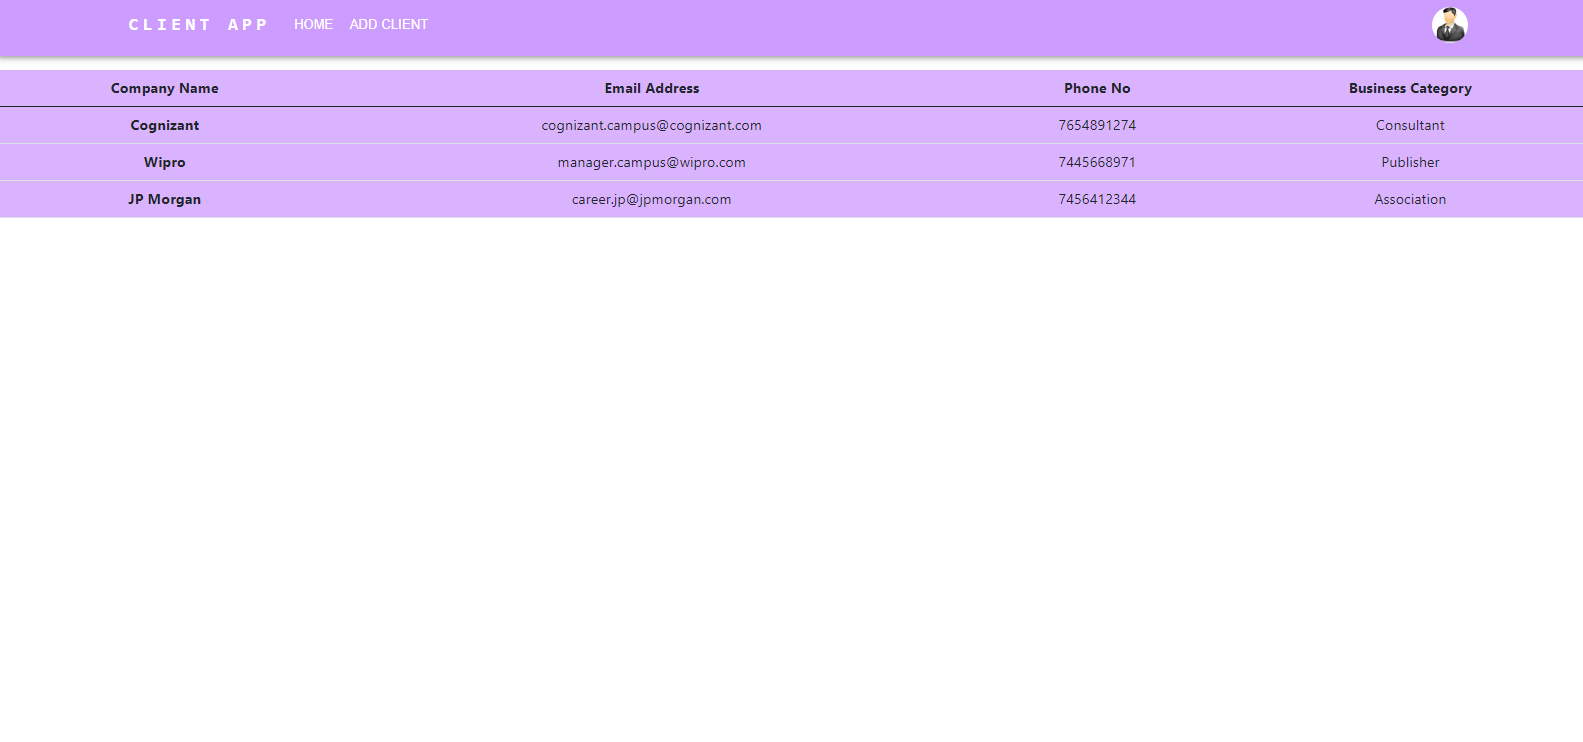 CLIENT APP HOME ADD CLIENT
Company Name Email Address Phone No Business Category
Cognizant cognizant.campus@cognizant.com 7654891274 Consultant
Wipro manager.campus@wipro.com 7445668971 Publisher
JP Morgan career.jp@jpmorgan.com 7456412344 Association